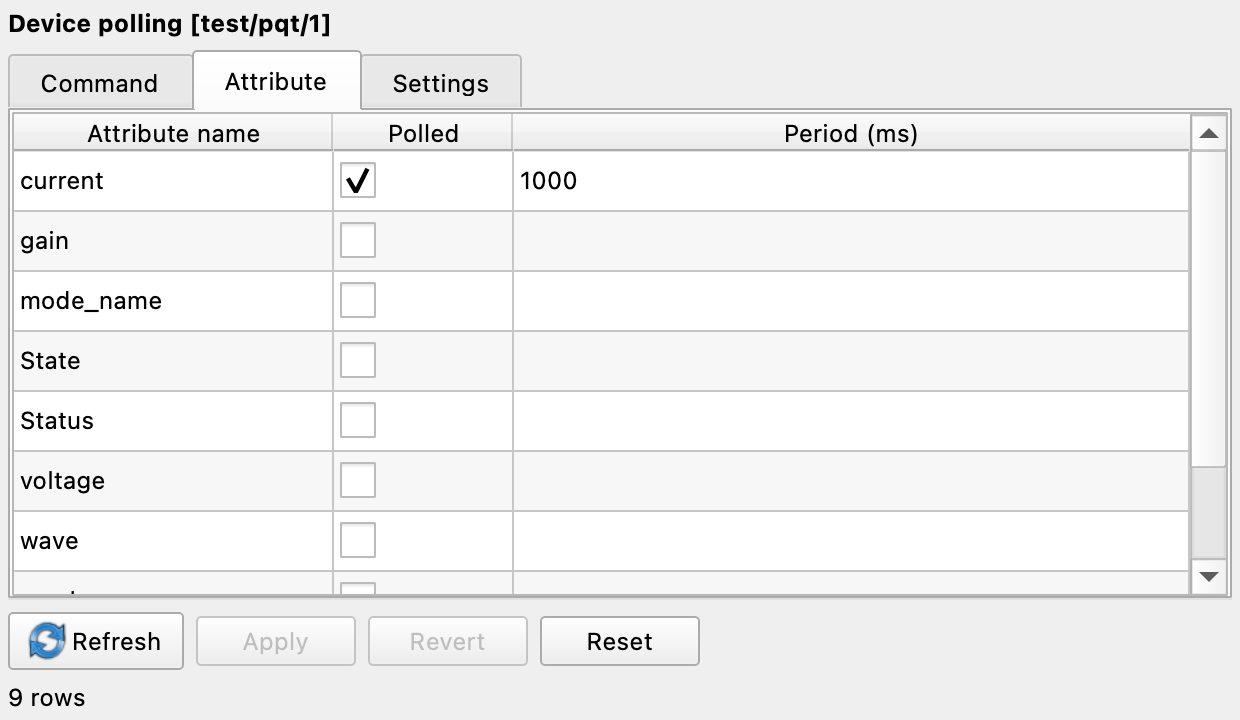 Device polling [test/pqt/1]
Command Attribute Settings
Attribute name Polled Period (ms)
current 1000
gain
mode_name
State
Status
voltage
wave
Refresh Apply Revert Reset
9 rows